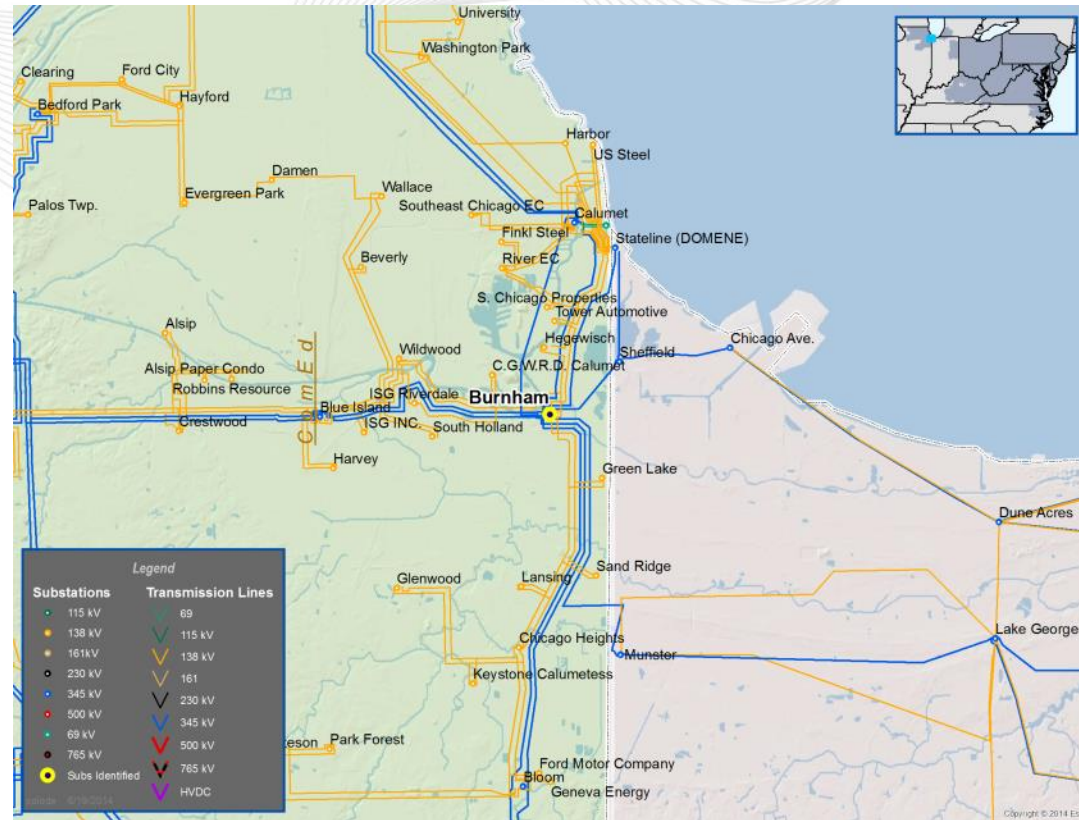 University
Washington Park
Clearing
Ford City
Hayford
Bedford Park
Harbor
US Steel
Damen
Evergreen Park
Wallace
Palos Twp.
Southeast Chicago EC
Calumet
Finkl Steel
Stateline (DOMENE)
River EC
Beverly
S. Chicago Properties
Tower Automotive
Alsip
Hegewisch
Chicago Ave.
Wildwood
Sheffield
Alsip Paper Condo
C.G.W.R.D. Calumet
Robbins Resource
ComEd
ISG Riverdale
Burnham
Blue Island
Crestwood
ISG INC.
South Holland
Harvey
Green Lake
Dune Acres
Sand Ridge
Glenwood
Lansing
Chicago Heights
Lake George
Munster
Keystone Calumetess
Park Forest
Ford Motor Company
Bloom
Geneva Energy
Legend
Substations Transmission Lines
115 kV 69
138 kV 115 kV
161kV 138 kV
230 kV 161
345 kV 230 kV
500 kV 345 kV
69 kV 500 kV
765 kV 765 kV
Subs Identified HVDC
6/19/2014
Copyright © 2014 Es